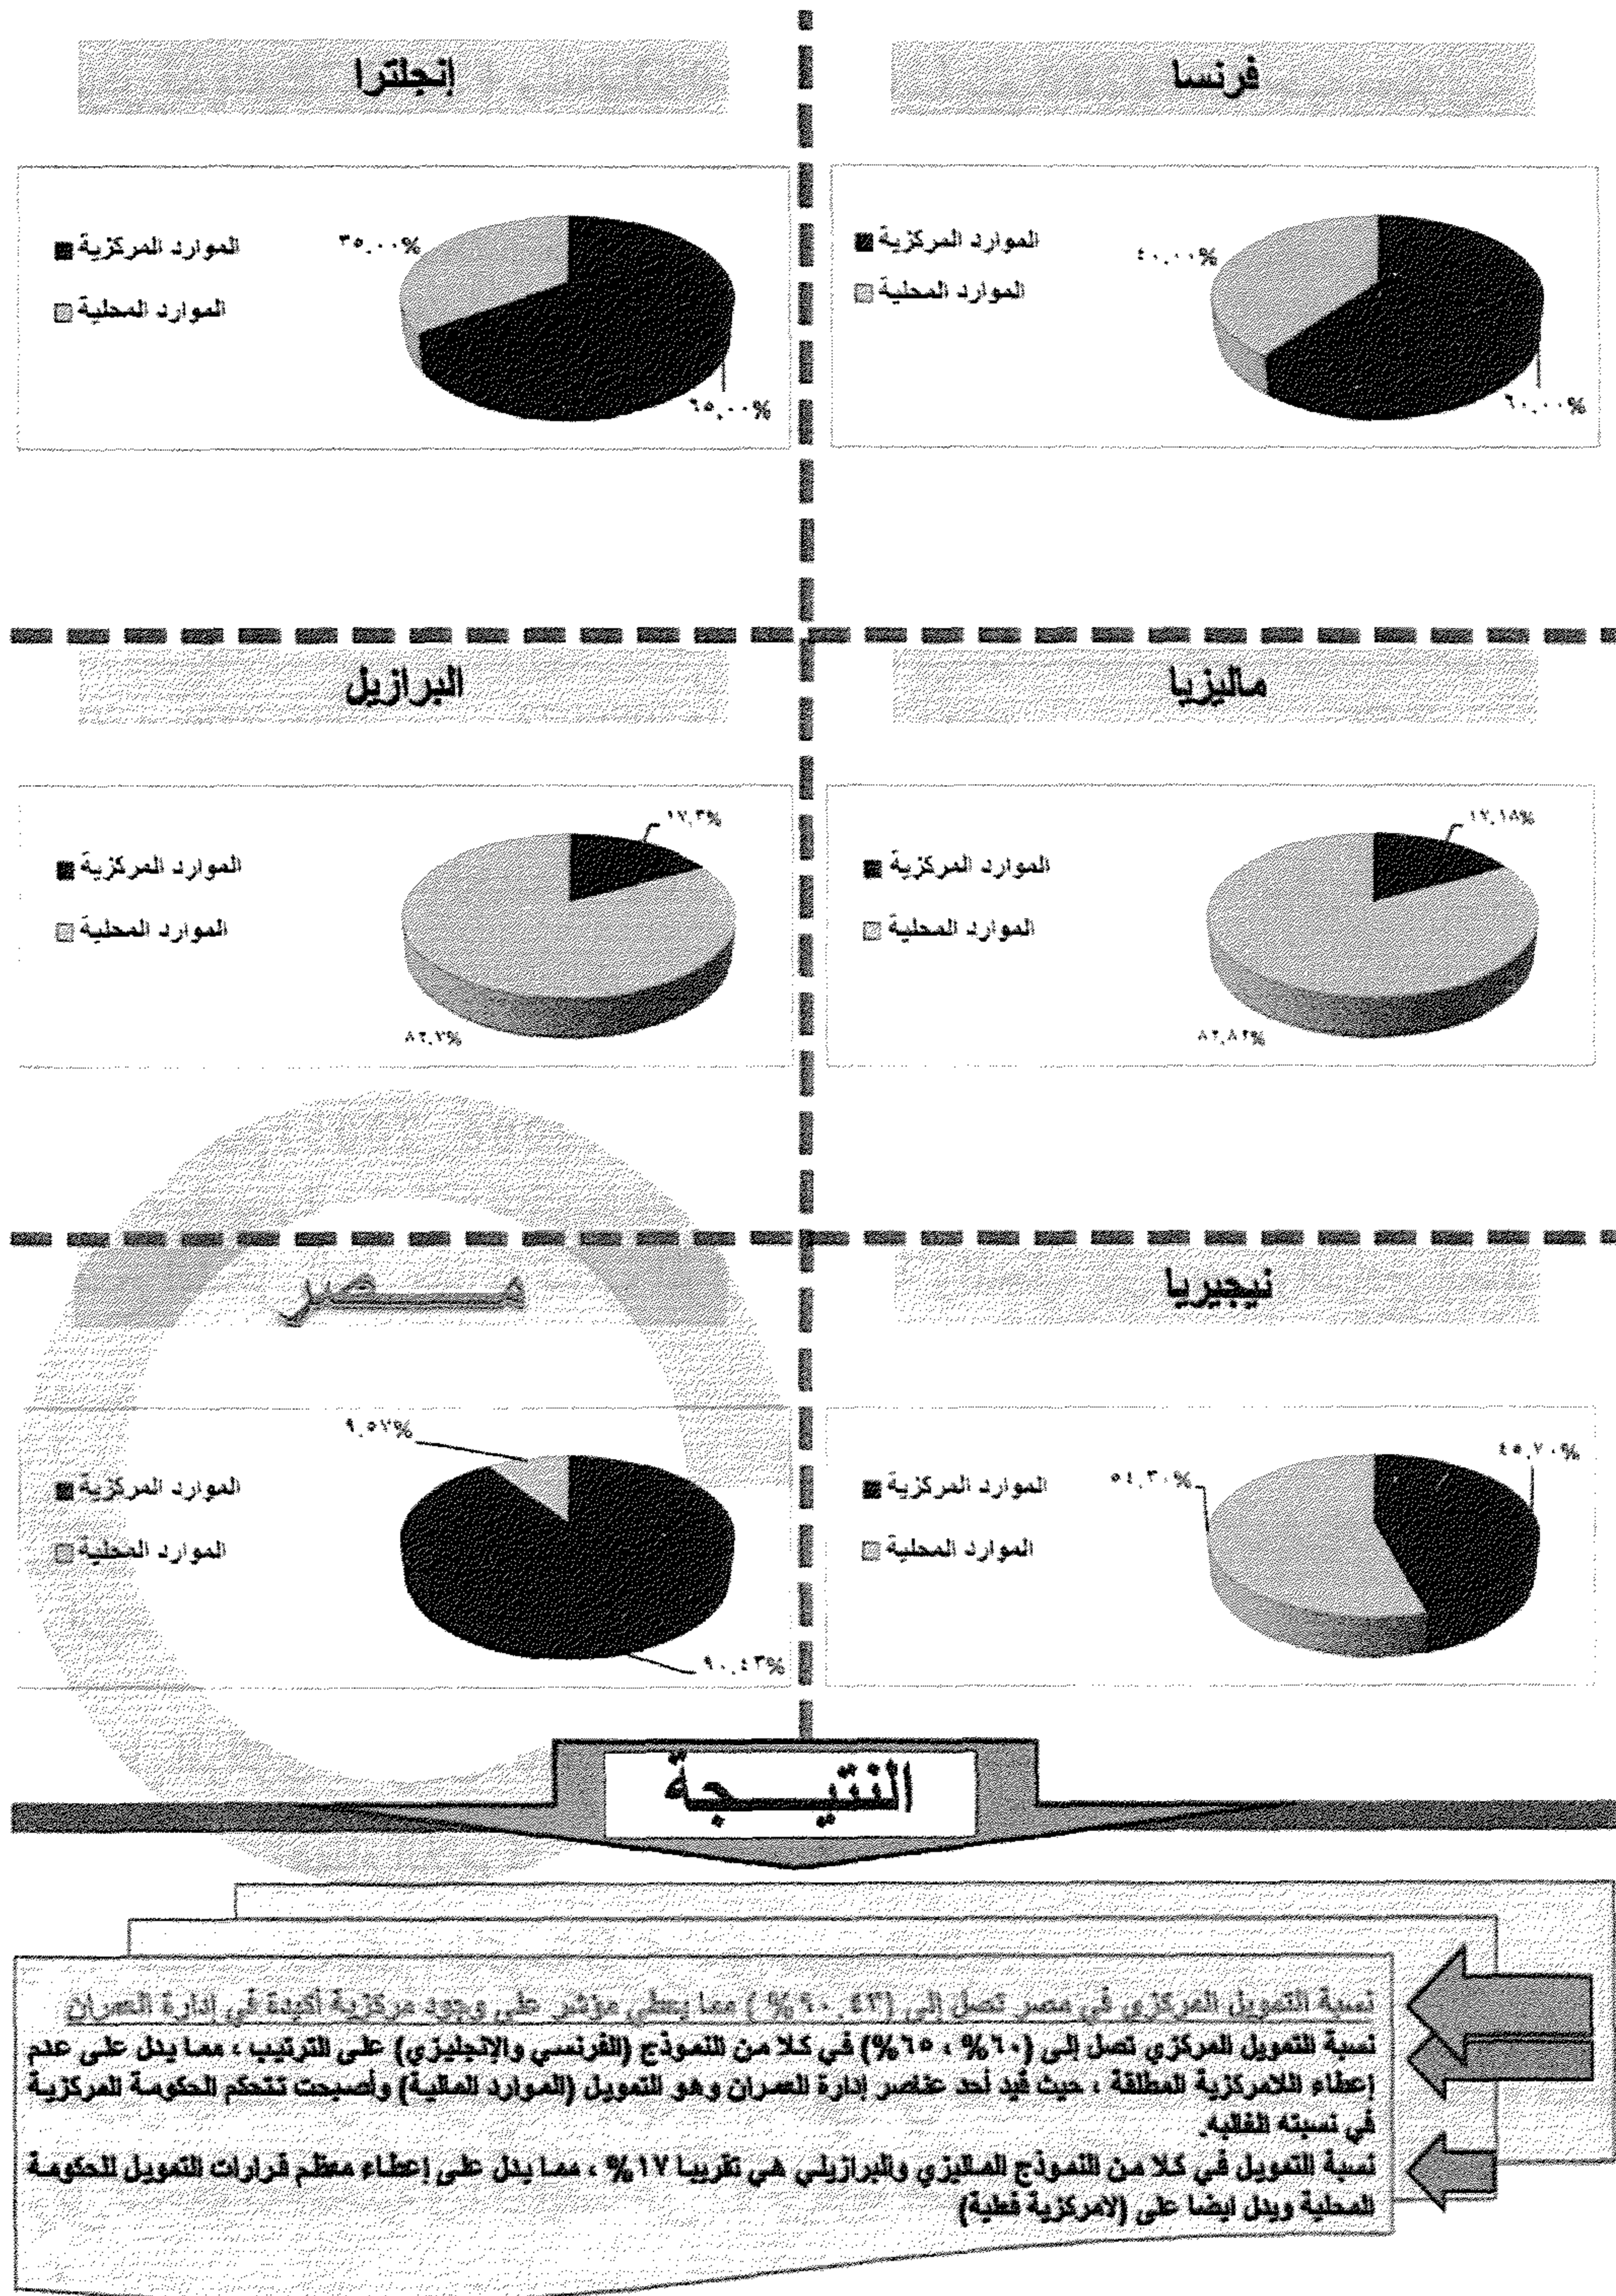 فرنسا
الموارد المركزية
الموارد المحلية
٤٠,٠٠%
٦٠,٠٠%
إنجلترا
الموارد المركزية
الموارد المحلية
٣٥,٠٠%
٦٥,٠٠%
ماليزيا
الموارد المركزية
الموارد المحلية
١٧,١٨%
٨٢,٨٢%
البرازيل
الموارد المركزية
الموارد المحلية
١٧,٣%
٨٢,٧%
نيجيريا
الموارد المركزية
الموارد المحلية
٤٥,٧٠%
٥٤,٣٠%
مـــــــصر
الموارد المركزية
الموارد المحلية
٩,٥٧%
٩٠,٤٣%
النتيـــــجة
نسبة التمويل المركزي في مصر تصل إلى (٩٠,٤٣%) مما يعطي مؤشر على وجود مركزية أكيدة في إدارة العمران
نسبة التمويل المركزي تصل إلى (٦٠% ، ٦٥%) في كلا من النموذج (الفرنسي والإنجليزي) على الترتيب ، مما يدل على عدم
إعطاء اللامركزية المطلقة ، حيث قيد أحد عناصر إدارة العمران وهو التمويل (الموارد المالية) وأصبحت تتحكم الحكومة المركزية
في نسبته الغالبه.
نسبة التمويل في كلا من النموذج الماليزي والبرازيلي هي تقريبا ١٧% ، مما يدل على إعطاء معظم قرارات التمويل للحكومة
المحلية ويدل ايضا على (لامركزية فعلية)